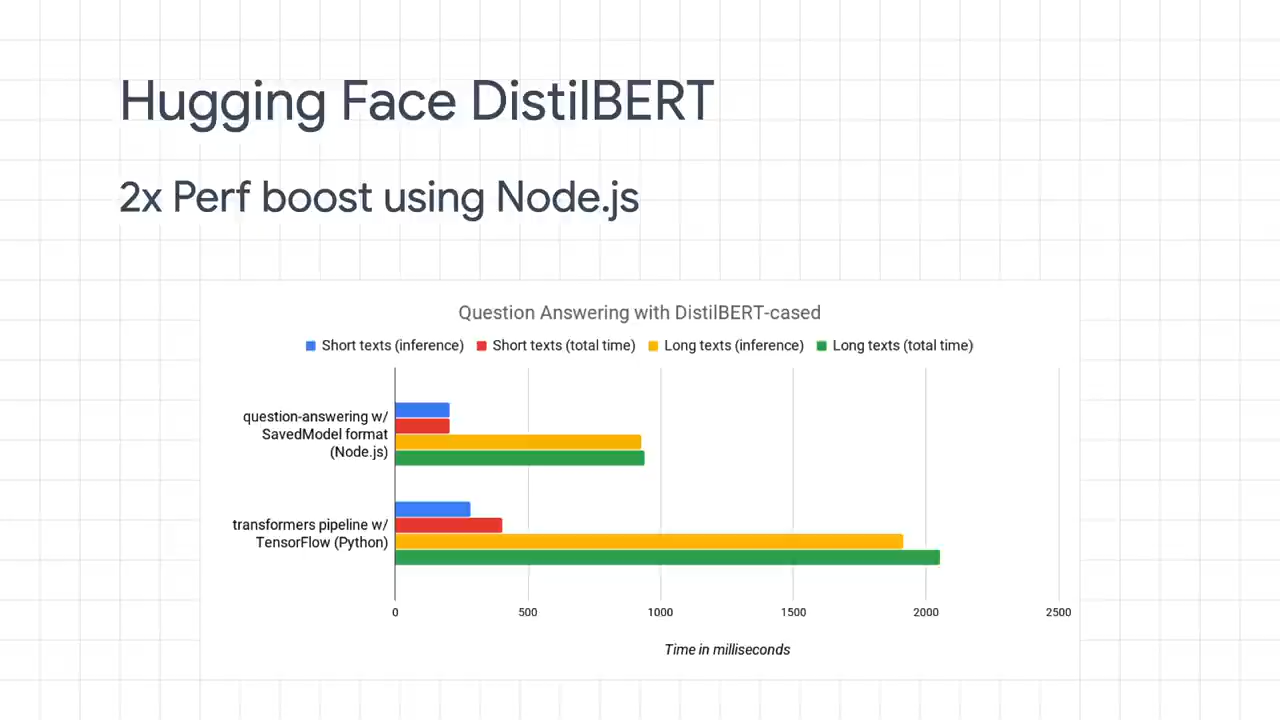 Hugging Face DistilBERT
2x Perf boost using Node.js
Question Answering with DistilBERT-cased
Short texts (inference) Short texts (total time) Long texts (inference) Long texts (total time)
question-answering w/
SavedModel format
(Node.js)
transformers pipeline w/
TensorFlow (Python)
0 500 1000 1500 2000 2500
Time in milliseconds